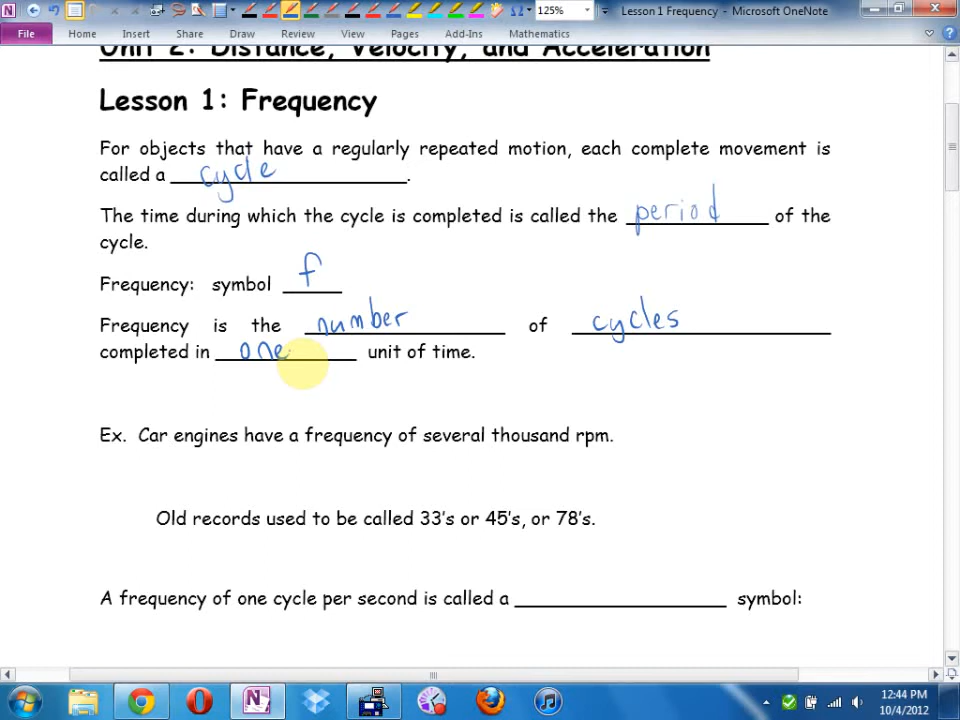 125%
Lesson 1 Frequency - Microsoft OneNote
File Home Insert Share Draw Review View Pages Add-Ins Mathematics
Unit 2: Distance, Velocity, and Acceleration
Lesson 1: Frequency
For objects that have a regularly repeated motion, each complete movement is
called a cycle.
The time during which the cycle is completed is called the period of the
cycle.
Frequency: symbol f
Frequency is the number of cycles
completed in one unit of time.
Ex. Car engines have a frequency of several thousand rpm.
Old records used to be called 33's or 45's, or 78's.
A frequency of one cycle per second is called a ____________________ symbol:
12:44 PM
10/4/2012